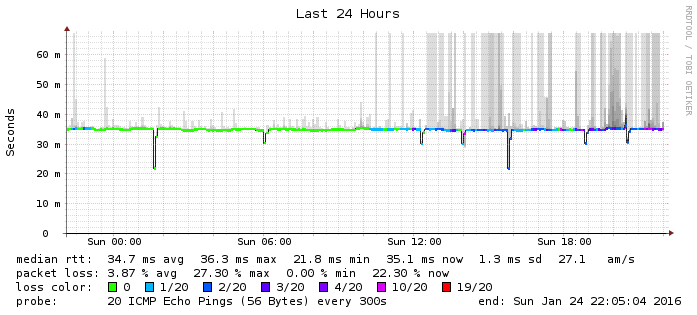 Last 24 Hours
RRDTOOL / TOBI OETIKER
Seconds
60 m
50 m
40 m
30 m
20 m
10 m
0
Sun 00:00 Sun 06:00 Sun 12:00 Sun 18:00
median rtt: 34.7 ms avg 36.3 ms max 21.8 ms min 35.1 ms now 1.3 ms sd 27.1 am/s
packet loss: 3.87 % avg 27.30 % max 0.00 % min 22.30 % now
loss color: 0 1/20 2/20 3/20 4/20 10/20 19/20
probe: 20 ICMP Echo Pings (56 Bytes) every 300s end: Sun Jan 24 22:05:04 2016